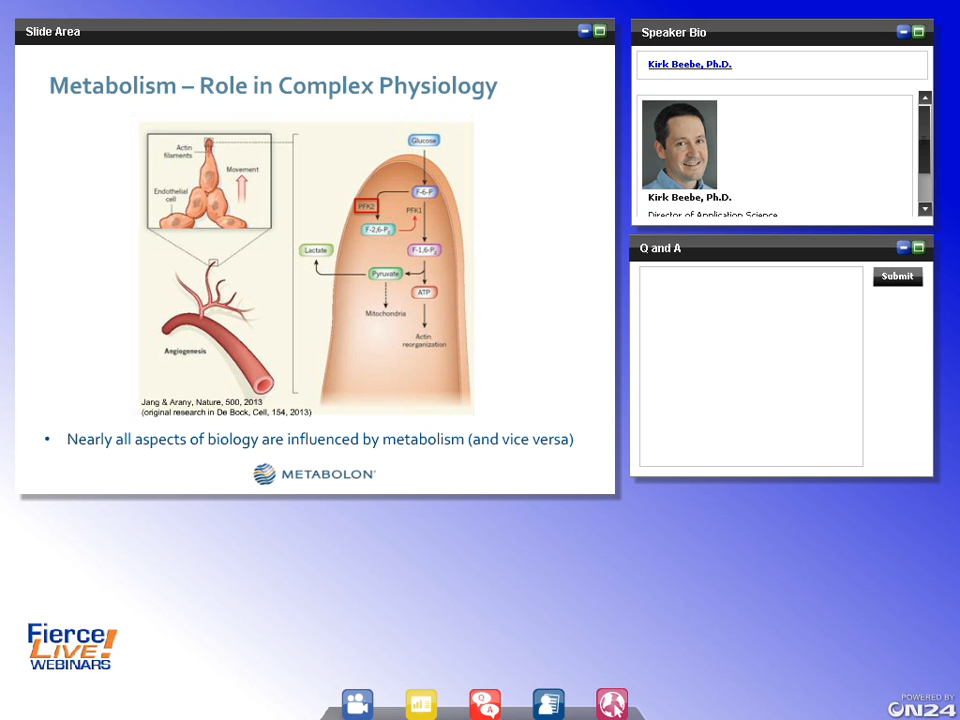 Slide Area
Metabolism – Role in Complex Physiology
Actin
filaments
Movement
Endothelial
cell
Angiogenesis
Glucose
F-6-P
PFK2
PFK1
F-2,6-P2
F-1,6-P2
Lactate
Pyruvate
ATP
Mitochondria
Actin
reorganization
Jang & Arany, Nature, 500, 2013
(original research in De Bock, Cell, 154, 2013)
• Nearly all aspects of biology are influenced by metabolism (and vice versa)
METABOLON
Speaker Bio
Kirk Beebe, Ph.D.
Kirk Beebe, Ph.D.
Director of Application Science
Q and A
Submit
Fierce
LIVE!
WEBINARS
Q
A
POWERED BY
ON24